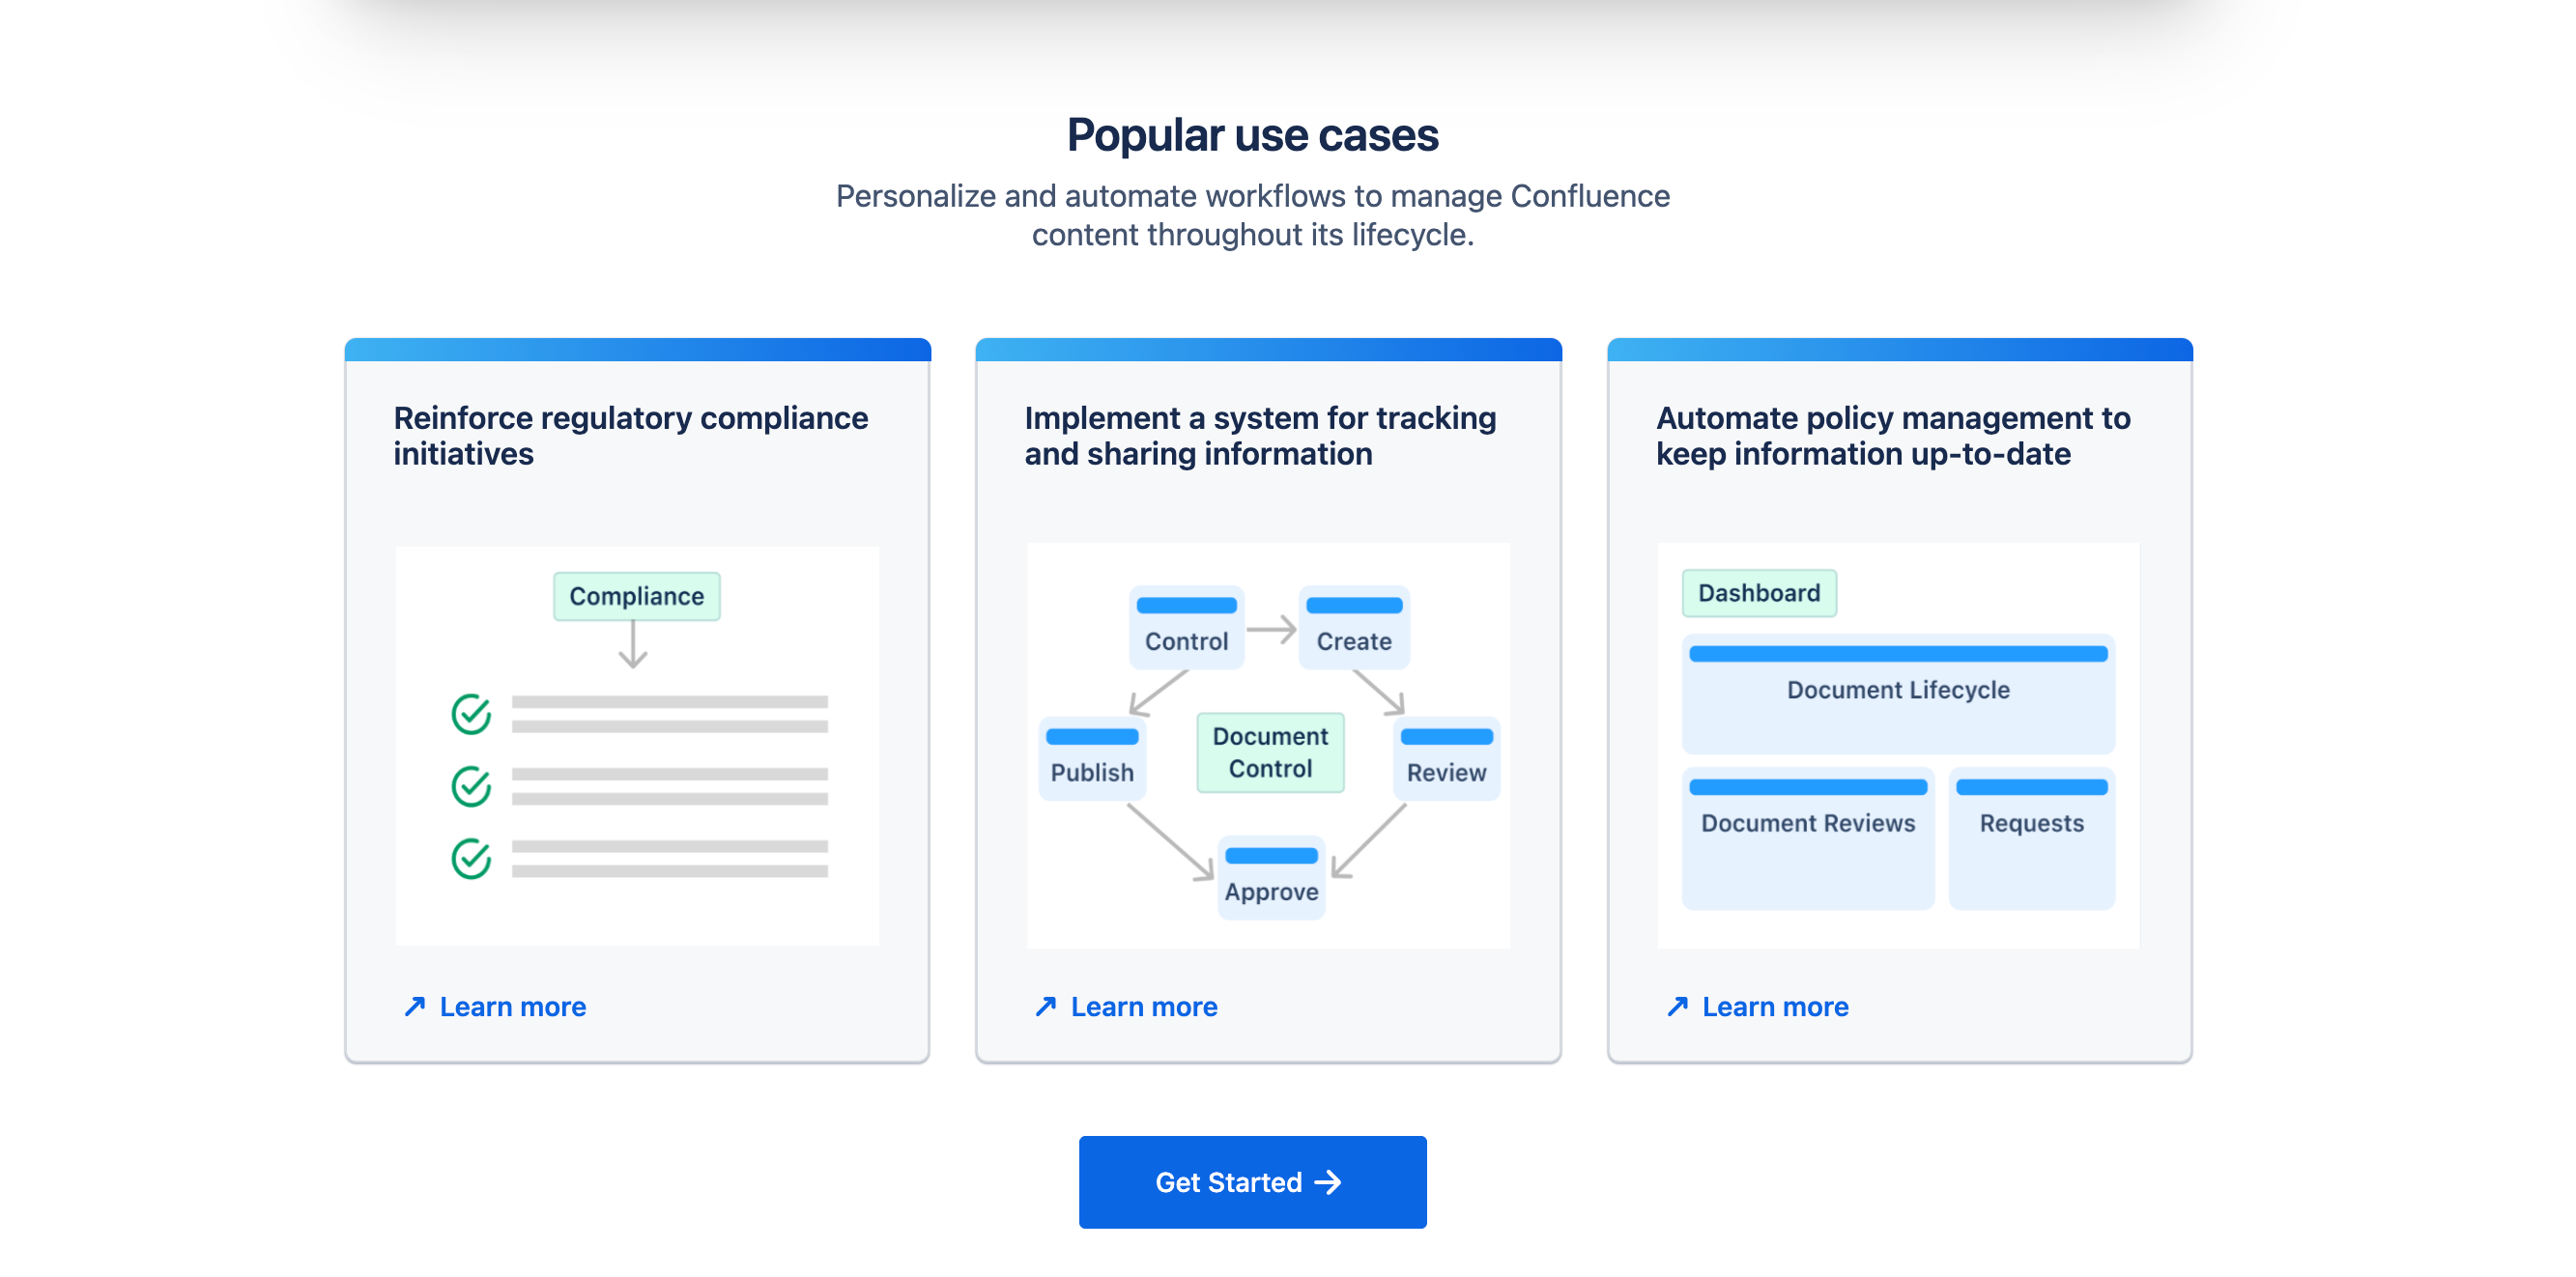 Popular use cases
Personalize and automate workflows to manage Confluence
content throughout its lifecycle.
Reinforce regulatory compliance
initiatives
Compliance
Learn more
Implement a system for tracking
and sharing information
Control
Create
Publish
Document
Control
Review
Approve
Learn more
Automate policy management to
keep information up-to-date
Dashboard
Document Lifecycle
Document Reviews
Requests
Learn more
Get Started